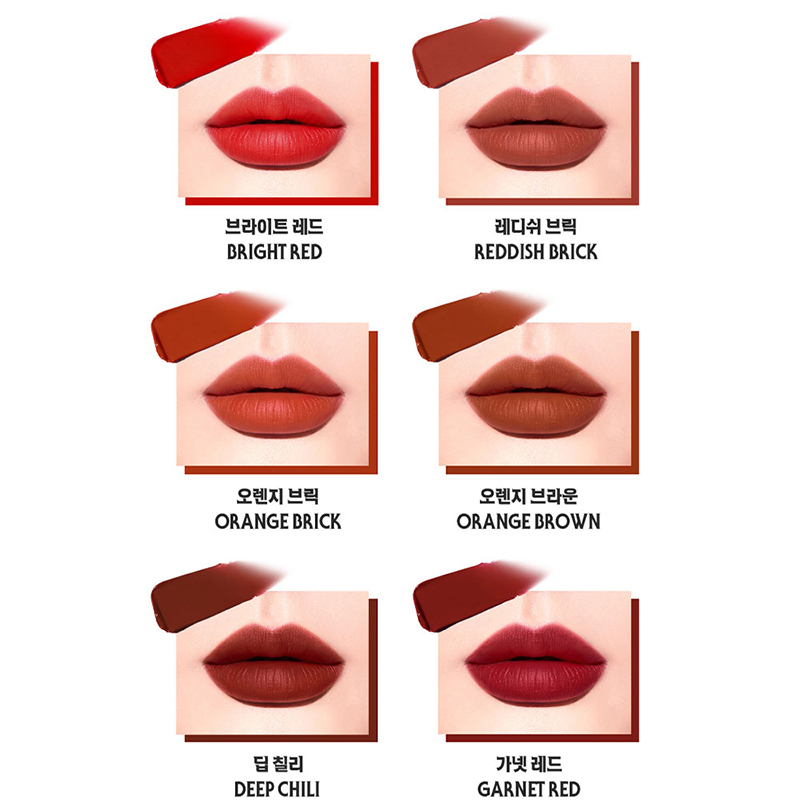 브라이트 레드
BRIGHT RED
레디쉬 브릭
REDDISH BRICK
오렌지 브릭
ORANGE BRICK
오렌지 브라운
ORANGE BROWN
딥 칠리
DEEP CHILI
가넷 레드
GARNET RED